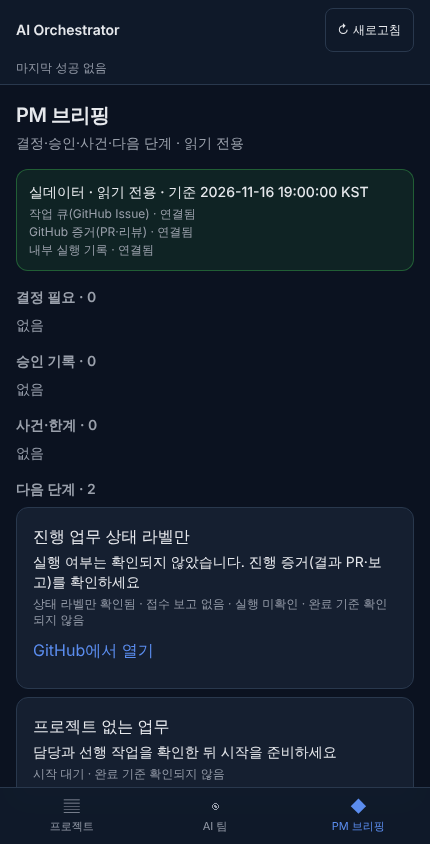 AI Orchestrator
↻ 새로고침
마지막 성공 없음
PM 브리핑
결정·승인·사건·다음 단계 · 읽기 전용
실데이터 · 읽기 전용 · 기준 2026-11-16 19:00:00 KST
작업 큐(GitHub Issue) · 연결됨
GitHub 증거(PR·리뷰) · 연결됨
내부 실행 기록 · 연결됨
결정 필요 · 0
없음
승인 기록 · 0
없음
사건·한계 · 0
없음
다음 단계 · 2
진행 업무 상태 라벨만
실행 여부는 확인되지 않았습니다. 진행 증거(결과 PR·보
고)를 확인하세요
상태 라벨만 확인됨 · 접수 보고 없음 · 실행 미확인 · 완료 기준 확인
되지 않음
GitHub에서 열기
프로젝트 없는 업무
담당과 선행 작업을 확인한 뒤 시작을 준비하세요
시작 대기 · 완료 기준 확인되지 않음
프로젝트
AI 팀
PM 브리핑